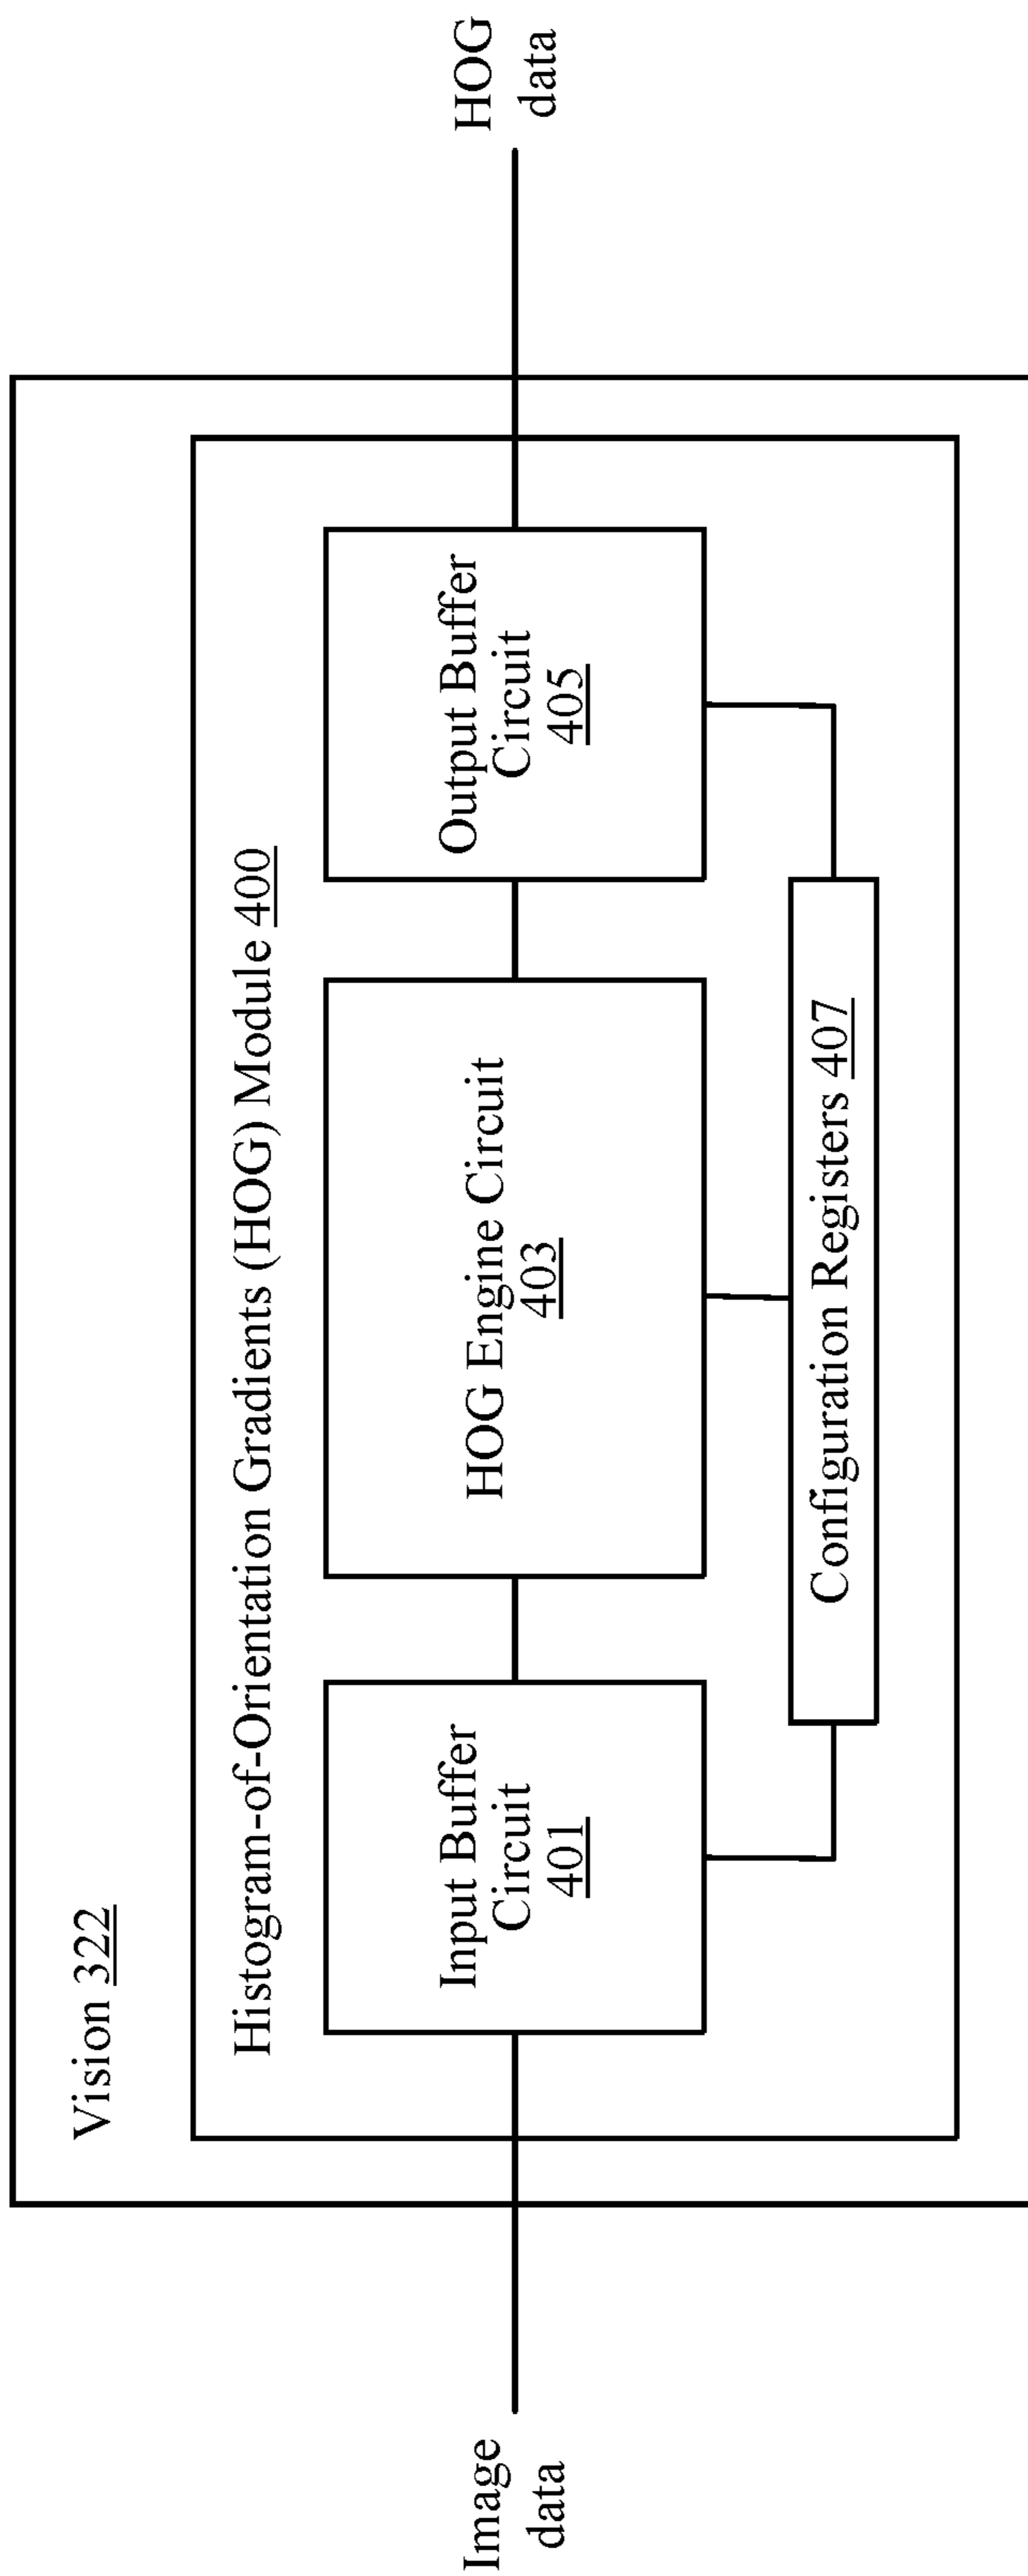 Vision 322
Histogram-of-Orientation Gradients (HOG) Module 400
Image
data
Input Buffer
Circuit
401
HOG Engine Circuit
403
Output Buffer
Circuit
405
HOG
data
Configuration Registers 407